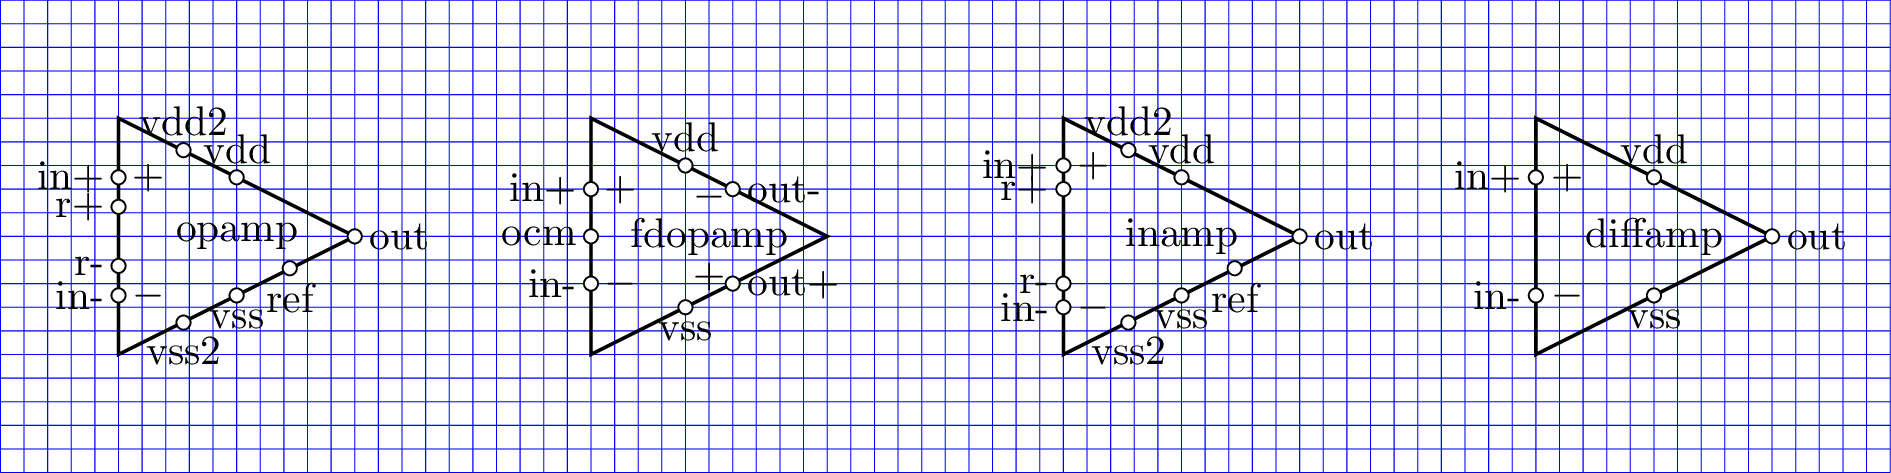 vdd2
vdd
in+ +
r+
opamp
out
r-
in- −
ref
vss
vss2
vdd
in+ +
− out-
ocm
fdopamp
in- −
+ out+
vss
vdd2
vdd
in+ +
r+
inamp
out
r-
in- −
ref
vss
vss2
vdd
in+ +
diffamp
out
in- −
vss